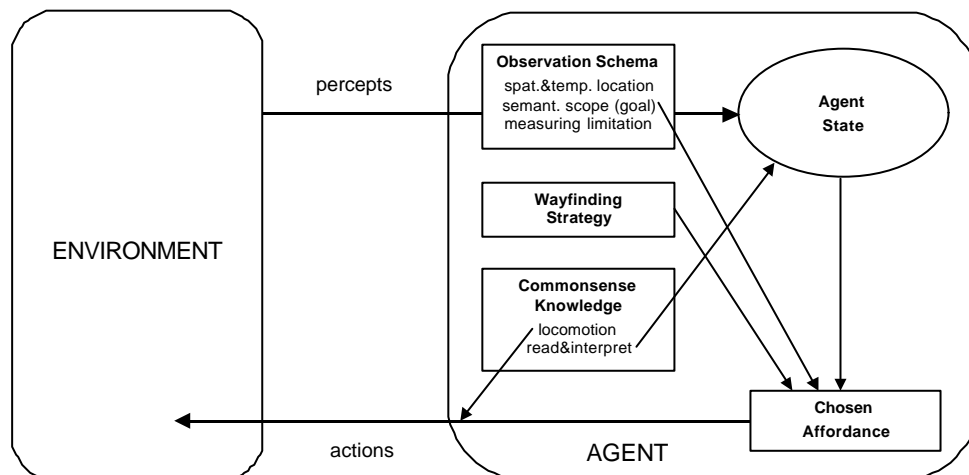 ENVIRONMENT
percepts
Observation Schema
spat.&temp. location
semant. scope (goal)
measuring limitation
Agent
State
Wayfinding
Strategy
Commonsense
Knowledge
locomotion
read&interpret
Chosen
Affordance
actions
AGENT